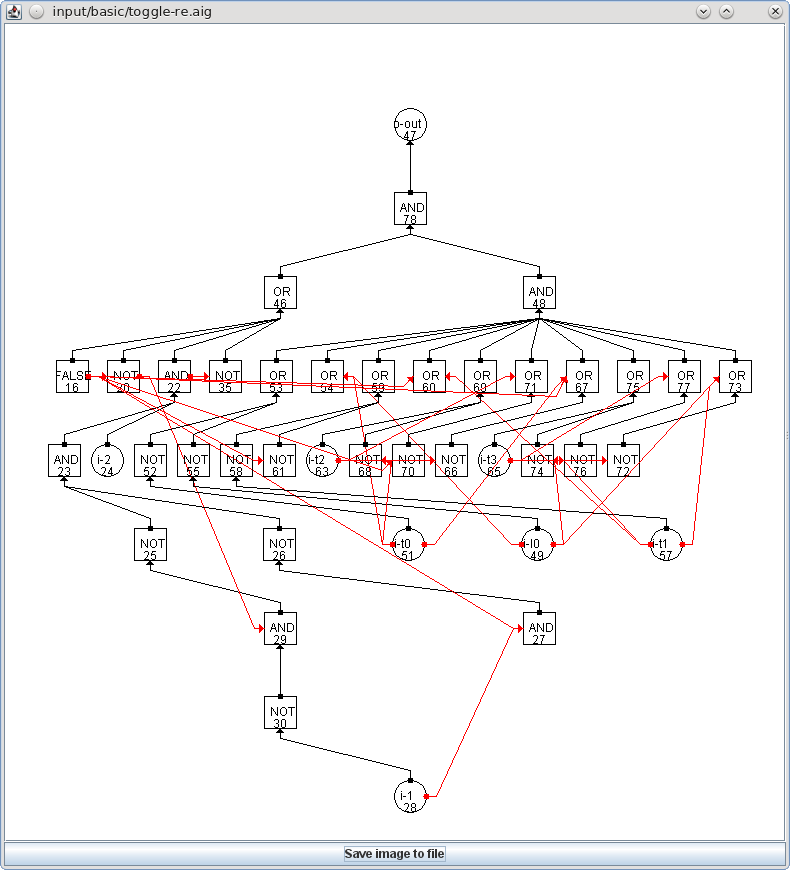 input/basic/toggle-re.aig
o-out
47
AND
78
OR
46
AND
48
FALSE
16
NOT
20
AND
22
NOT
35
OR
53
OR
54
OR
59
OR
60
OR
69
OR
71
OR
67
OR
75
OR
77
OR
73
AND
23
i-2
24
NOT
52
NOT
55
NOT
58
NOT
61
i-t2
63
NOT
68
NOT
70
NOT
66
i-t3
65
NOT
74
NOT
76
NOT
72
NOT
25
NOT
26
i-t0
51
i-l0
49
i-t1
57
AND
29
AND
27
NOT
30
i-1
28
Save image to file